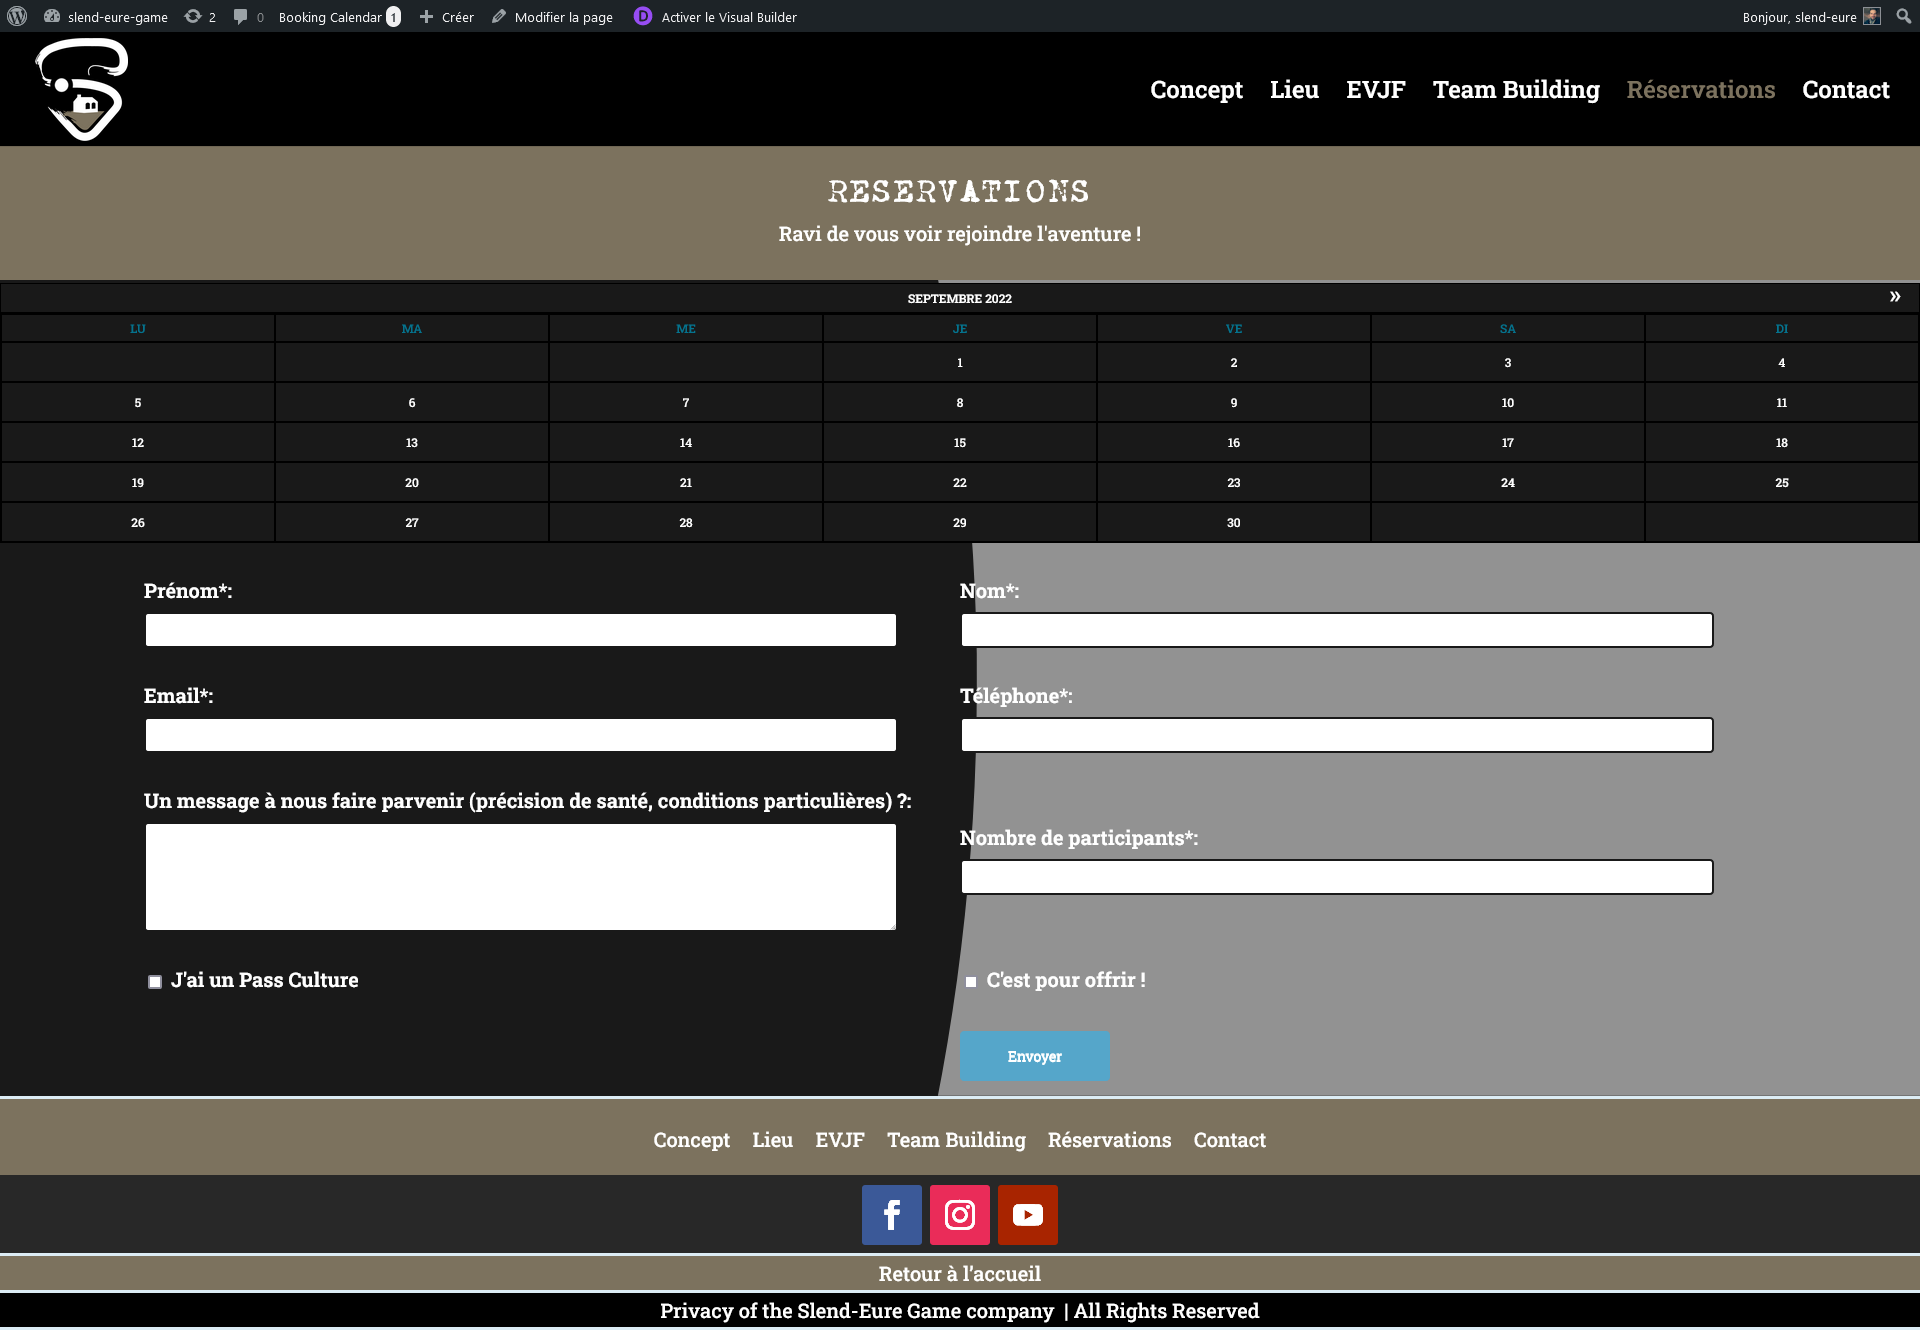 slend-eure-game 2 0 Booking Calendar 1 Créer Modifier la page D Activer le Visual Builder Bonjour, slend-eure
Concept Lieu EVJF Team Building Réservations Contact
RESERVATIONS
Ravi de vous voir rejoindre l'aventure !
SEPTEMBRE 2022 »
LU MA ME JE VE SA DI
1 2 3 4
5 6 7 8 9 10 11
12 13 14 15 16 17 18
19 20 21 22 23 24 25
26 27 28 29 30
Prénom*: Nom*:
Email*: Téléphone*:
Un message à nous faire parvenir (précision de santé, conditions particulières) ?:
Nombre de participants*:
J'ai un Pass Culture C'est pour offrir !
Envoyer
Concept Lieu EVJF Team Building Réservations Contact
Retour à l’accueil
Privacy of the Slend-Eure Game company | All Rights Reserved